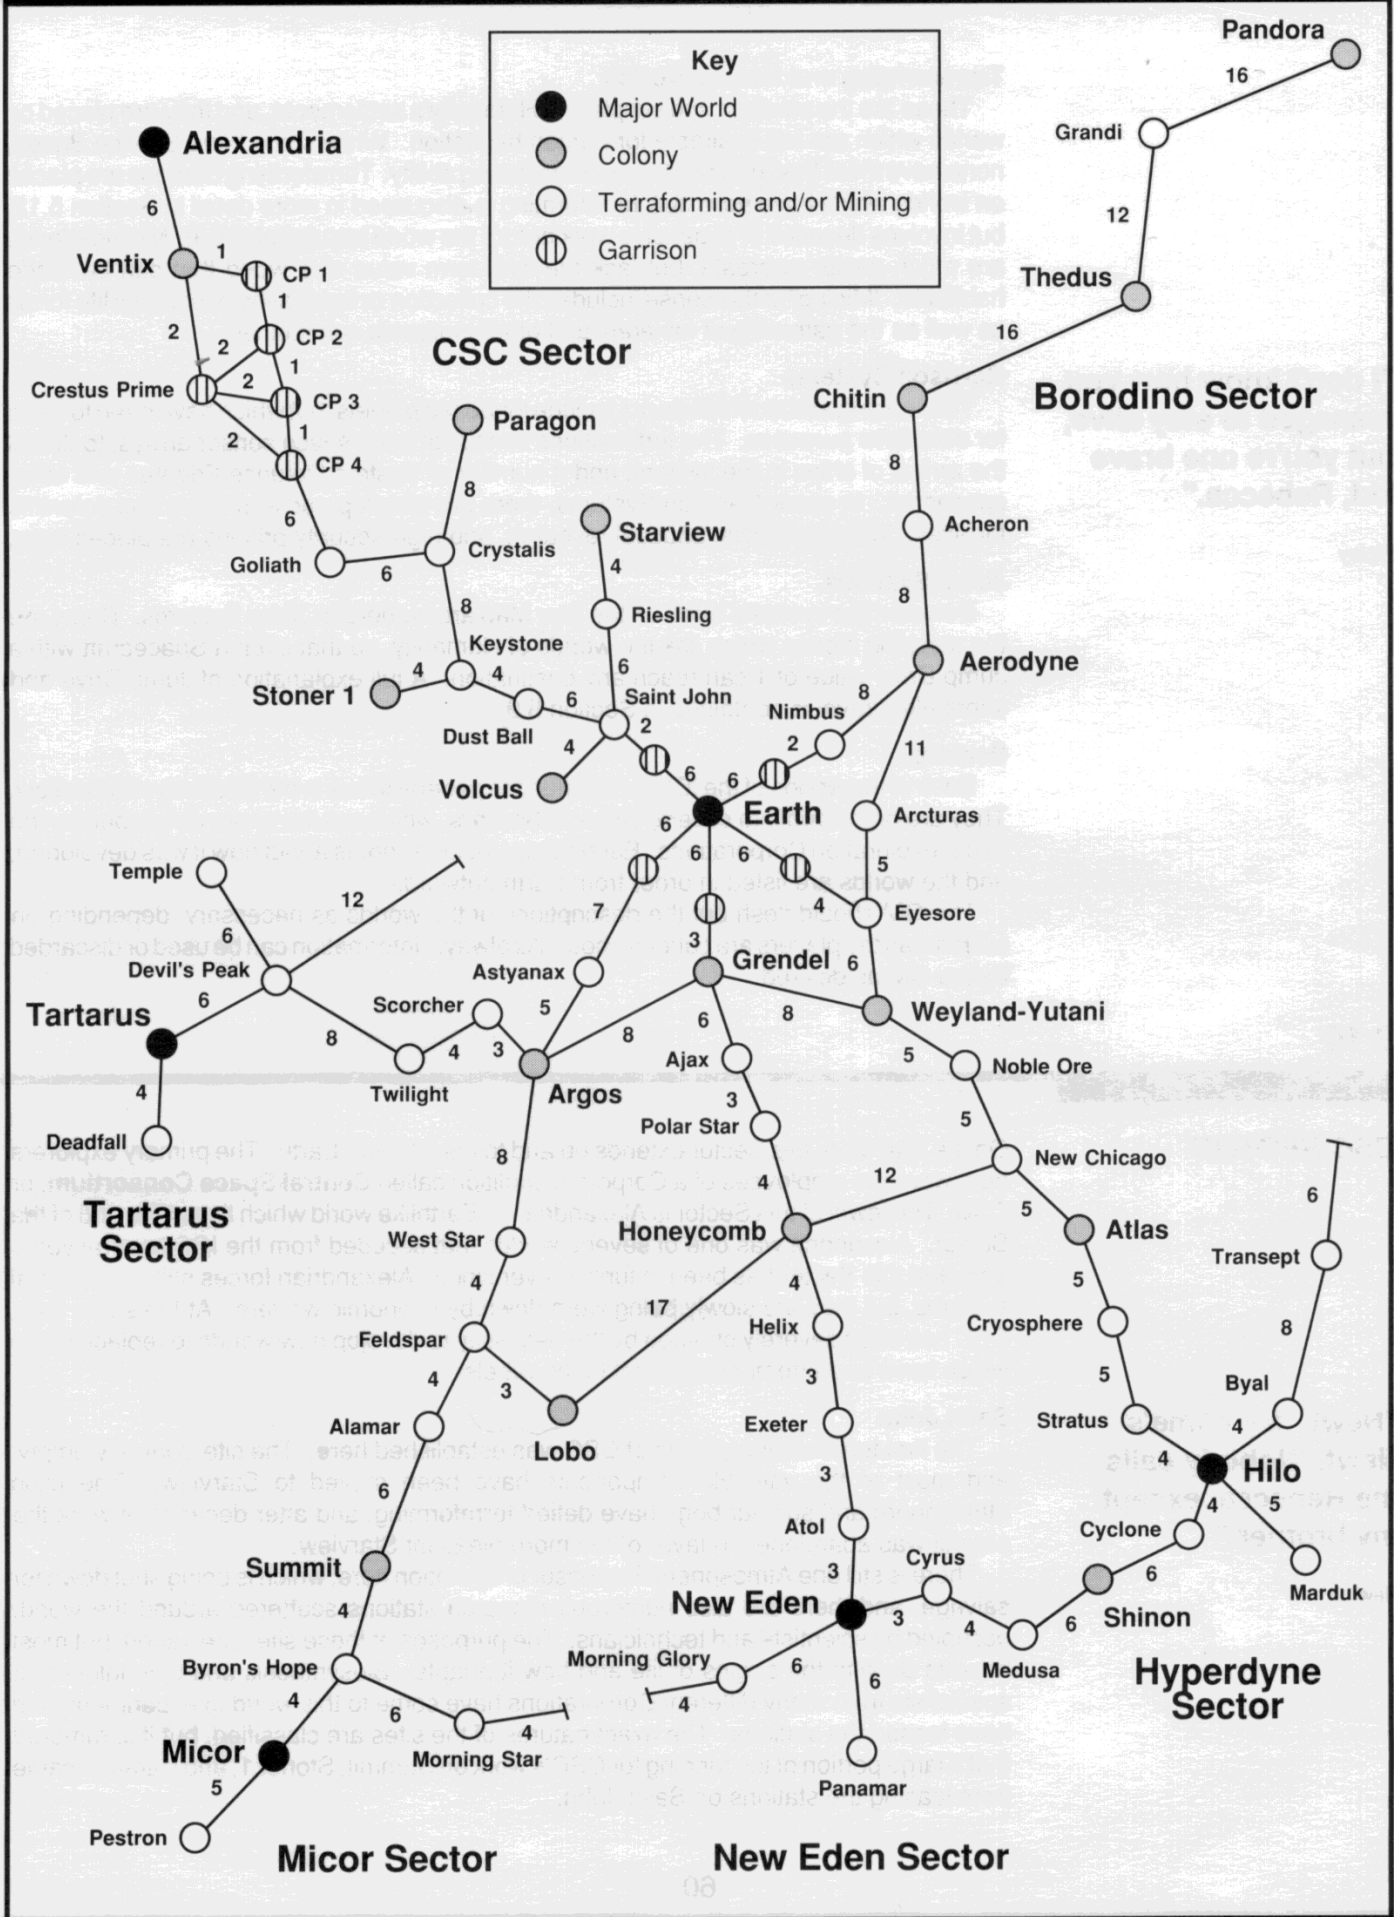 Key
Major World
Colony
Terraforming and/or Mining
Garrison
Pandora
16
Grandi
12
Thedus
16
Borodino Sector
Chitin
8
Acheron
8
Aerodyne
8
Nimbus
2
6
11
Arcturas
5
Eyesore
6
4
6
Alexandria
6
Ventix
1
CP 1
1
2
CP 2
2
1
Crestus Prime
2
CP 3
1
2
CP 4
6
Goliath
6
CSC Sector
Paragon
8
Crystalis
8
Keystone
4
Stoner 1
4
Dust Ball
6
Starview
4
Riesling
6
Saint John
2
4
Volcus
6
Earth
6
6
7
3
Astyanax
5
Grendel
8
8
6
Weyland-Yutani
5
Noble Ore
5
New Chicago
12
5
Atlas
5
Cryosphere
5
Stratus
4
Hilo
6
Transept
8
Byal
4
5
Marduk
4
Cyclone
6
Shinon
6
Medusa
4
Cyrus
3
Hyperdyne
Sector
Temple
6
12
Devil's Peak
6
Tartarus
4
Deadfall
8
Twilight
4
Scorcher
3
Argos
Tartarus
Sector
8
West Star
4
Feldspar
3
Lobo
17
4
Alamar
6
Summit
4
Byron's Hope
4
6
Morning Star
4
Micor
5
Pestron
Micor Sector
Ajax
3
Polar Star
4
Honeycomb
4
Helix
3
Exeter
3
Atol
3
New Eden
Morning Glory
6
4
6
Panamar
New Eden Sector